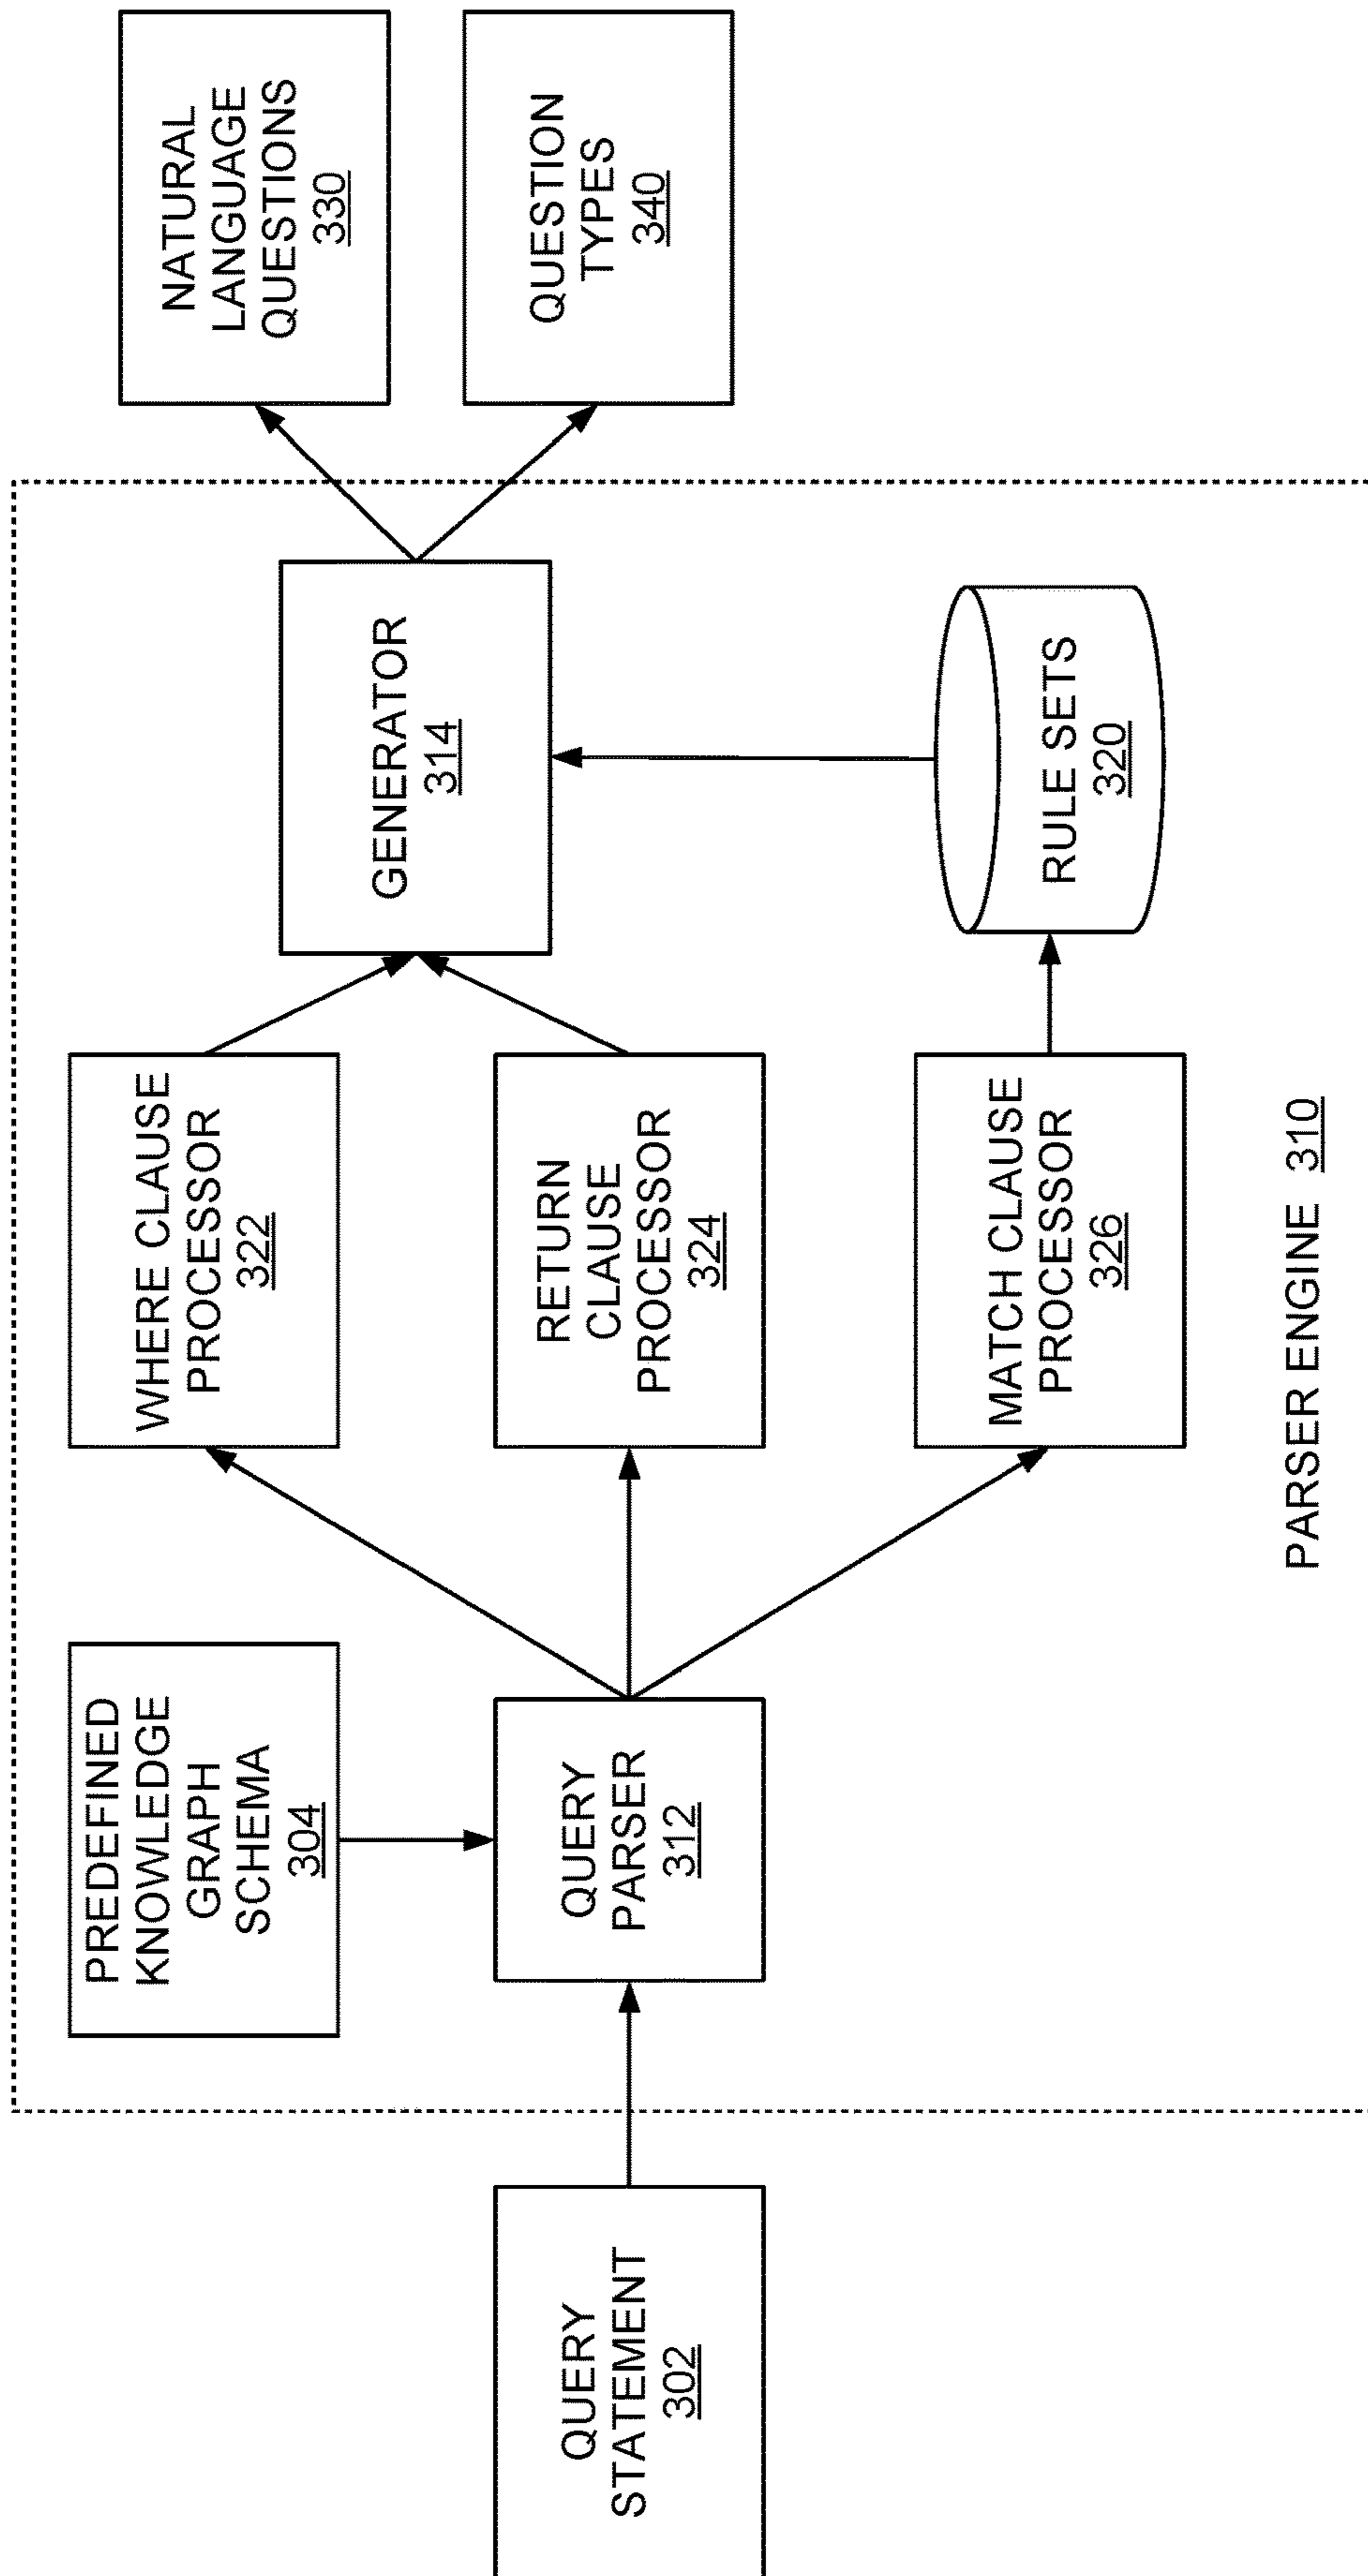 QUERY
STATEMENT
302
PREDEFINED
KNOWLEDGE
GRAPH
SCHEMA
304
QUERY
PARSER
312
WHERE CLAUSE
PROCESSOR
322
RETURN
CLAUSE
PROCESSOR
324
MATCH CLAUSE
PROCESSOR
326
GENERATOR
314
RULE SETS
320
NATURAL
LANGUAGE
QUESTIONS
330
QUESTION
TYPES
340
PARSER ENGINE 310